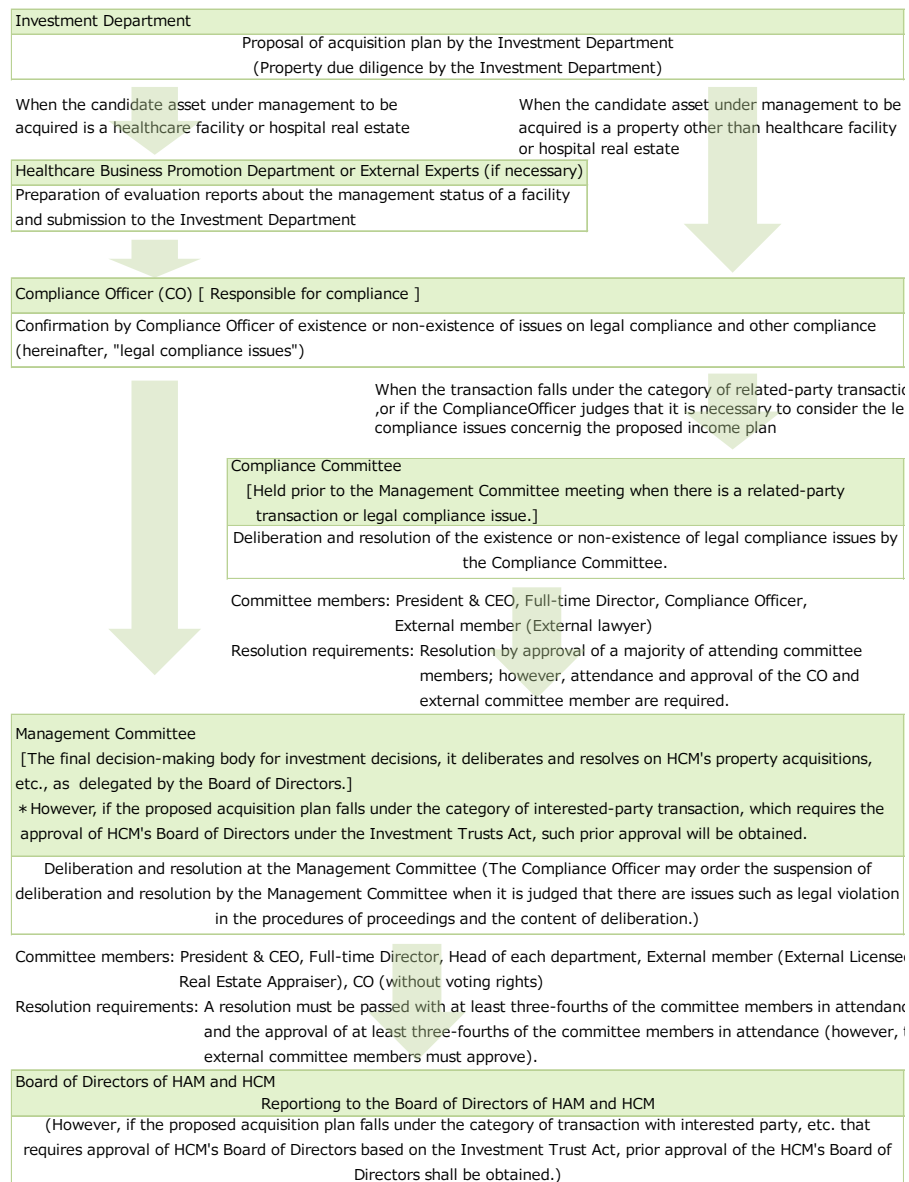 Investment Department
Proposal of acquisition plan by the Investment Department
(Property due diligence by the Investment Department)
When the candidate asset under management to be
acquired is a healthcare facility or hospital real estate
When the candidate asset under management to be
acquired is a property other than healthcare facility
or hospital real estate
Healthcare Business Promotion Department or External Experts (if necessary)
Preparation of evaluation reports about the management status of a facility
and submission to the Investment Department
Compliance Officer (CO) [ Responsible for compliance ]
Confirmation by Compliance Officer of existence or non-existence of issues on legal compliance and other compliance
(hereinafter, "legal compliance issues")
When the transaction falls under the category of related-party
,or if the ComplianceOfficer judges that it is necessary to consider the
compliance issues concernig the proposed income plan
Compliance Committee
[Held prior to the Management Committee meeting when there is a related-party
transaction or legal compliance issue.]
Deliberation and resolution of the existence or non-existence of legal compliance issues by
the Compliance Committee.
Committee members: President & CEO, Full-time Director, Compliance Officer,
External member (External lawyer)
Resolution requirements: Resolution by approval of a majority of attending committee
members; however, attendance and approval of the CO and
external committee member are required.
Management Committee
[The final decision-making body for investment decisions, it deliberates and resolves on HCM's property acquisitions,
etc., as delegated by the Board of Directors.]
*However, if the proposed acquisition plan falls under the category of interested-party transaction, which requires the
approval of HCM's Board of Directors under the Investment Trusts Act, such prior approval will be obtained.
Deliberation and resolution at the Management Committee (The Compliance Officer may order the suspension of
deliberation and resolution by the Management Committee when it is judged that there are issues such as legal violation
in the procedures of proceedings and the content of deliberation.)
Committee members: President & CEO, Full-time Director, Head of each department, External member (External
Real Estate Appraiser), CO (without voting rights)
Resolution requirements: A resolution must be passed with at least three-fourths of the committee members in
and the approval of at least three-fourths of the committee members in attendance (however,
external committee members must approve).
Board of Directors of HAM and HCM
Reportiong to the Board of Directors of HAM and HCM
(However, if the proposed acquisition plan falls under the category of transaction with interested party, etc. that
requires approval of HCM's Board of Directors based on the Investment Trust Act, prior approval of the HCM's Board of
Directors shall be obtained.)